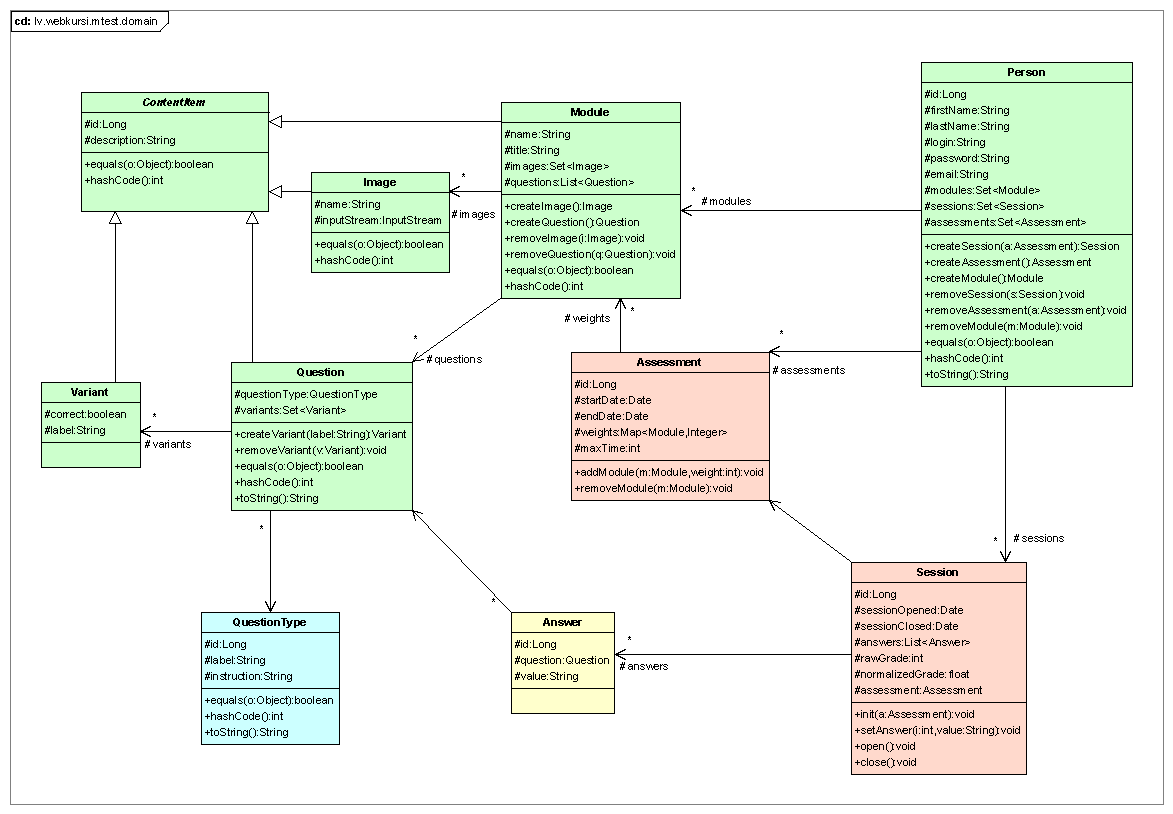 cd: lv.webkursi.mtest.domain
ContentItem
#id:Long
#description:String
+equals(o:Object):boolean
+hashCode():int
Image
#name:String
#inputStream:InputStream
+equals(o:Object):boolean
+hashCode():int
*
# images
Module
#name:String
#title:String
#images:Set<Image>
#questions:List<Question>
+createImage():Image
+createQuestion():Question
+removeImage(i:Image):void
+removeQuestion(q:Question):void
+equals(o:Object):boolean
+hashCode():int
*
# modules
Person
#id:Long
#firstName:String
#lastName:String
#login:String
#password:String
#email:String
#modules:Set<Module>
#sessions:Set<Session>
#assessments:Set<Assessment>
+createSession(a:Assessment):Session
+createAssessment():Assessment
+createModule():Module
+removeSession(s:Session):void
+removeAssessment(a:Assessment):void
+removeModule(m:Module):void
+equals(o:Object):boolean
+hashCode():int
+toString():String
# weights
*
*
# questions
*
# assessments
Variant
#correct:boolean
#label:String
*
# variants
Question
#questionType:QuestionType
#variants:Set<Variant>
+createVariant(label:String):Variant
+removeVariant(v:Variant):void
+equals(o:Object):boolean
+hashCode():int
+toString():String
Assessment
#id:Long
#startDate:Date
#endDate:Date
#weights:Map<Module,Integer>
#maxTime:int
+addModule(m:Module,weight:int):void
+removeModule(m:Module):void
*
*
*
# sessions
QuestionType
#id:Long
#label:String
#instruction:String
+equals(o:Object):boolean
+hashCode():int
+toString():String
Answer
#id:Long
#question:Question
#value:String
*
# answers
Session
#id:Long
#sessionOpened:Date
#sessionClosed:Date
#answers:List<Answer>
#rawGrade:int
#normalizedGrade:float
#assessment:Assessment
+init(a:Assessment):void
+setAnswer(i:int,value:String):void
+open():void
+close():void